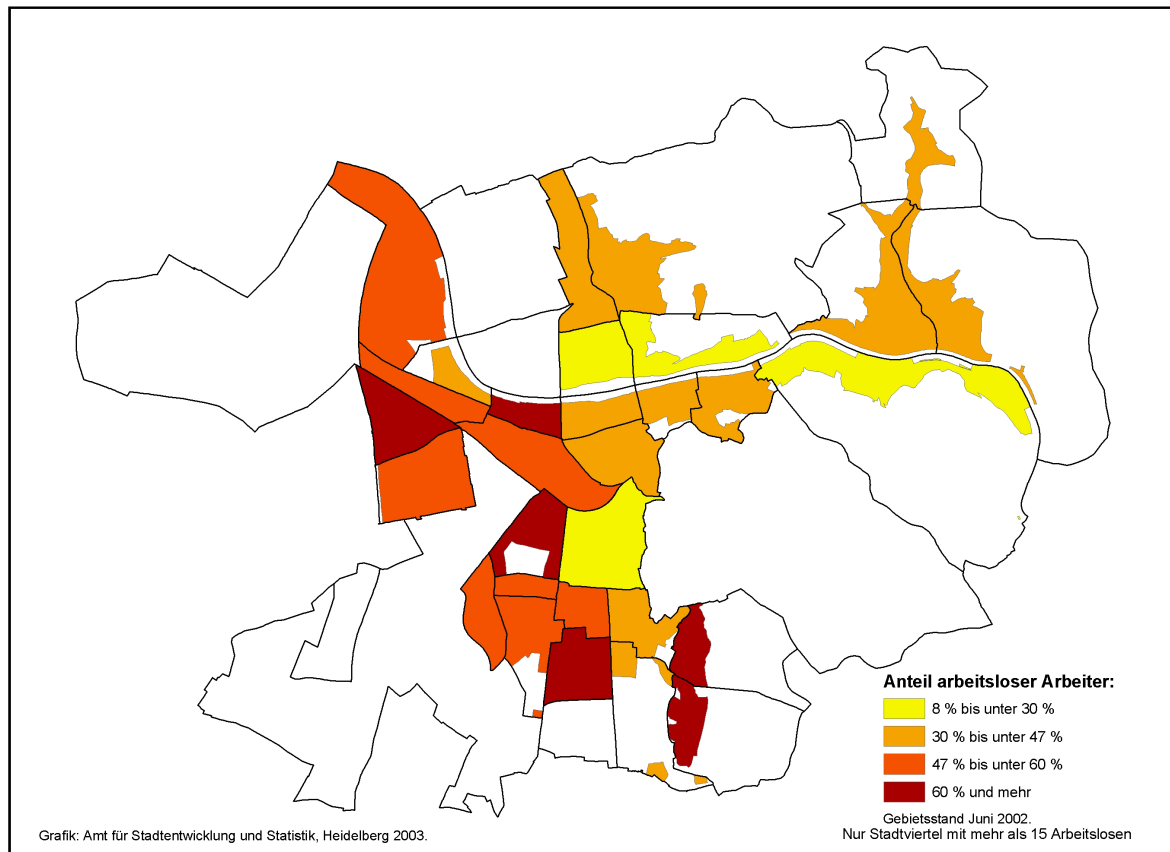 Anteil arbeitsloser Arbeiter:
8 % bis unter 30 %
30 % bis unter 47 %
47 % bis unter 60 %
60 % und mehr
Gebietsstand Juni 2002.
Nur Stadtviertel mit mehr als 15 Arbeitslosen
Grafik: Amt für Stadtentwicklung und Statistik, Heidelberg 2003.